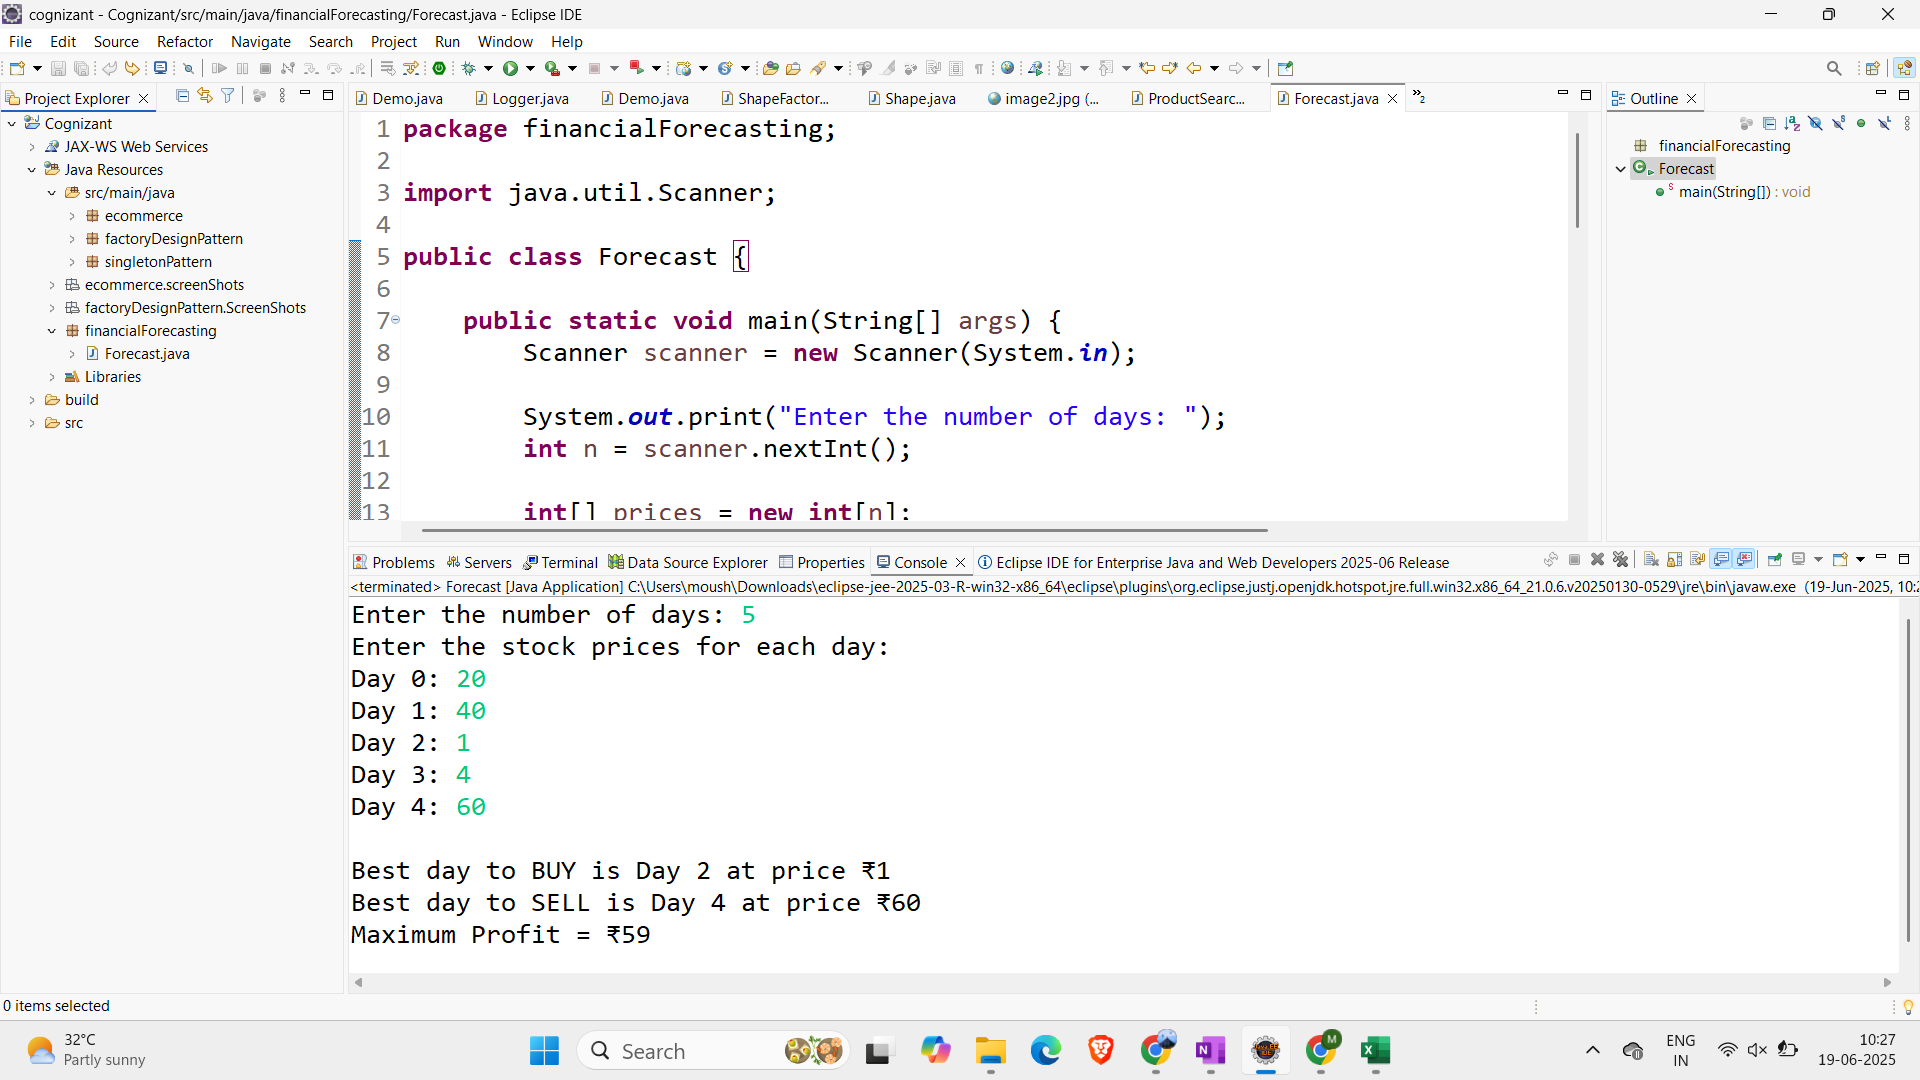 cognizant - Cognizant/src/main/java/financialForecasting/Forecast.java - Eclipse IDE
File Edit Source Refactor Navigate Search Project Run Window Help
Project Explorer
Cognizant
JAX-WS Web Services
Java Resources
src/main/java
ecommerce
factoryDesignPattern
singletonPattern
ecommerce.screenShots
factoryDesignPattern.ScreenShots
financialForecasting
Forecast.java
Libraries
build
src
Demo.java Logger.java Demo.java ShapeFactor... Shape.java image2.jpg (... ProductSearc... Forecast.java »2
1 package financialForecasting;
2
3 import java.util.Scanner;
4
5 public class Forecast {
6
7 public static void main(String[] args) {
8 Scanner scanner = new Scanner(System.in);
9
10 System.out.print("Enter the number of days: ");
11 int n = scanner.nextInt();
12
13 int[] prices = new int[n];
Outline
financialForecasting
Forecast
main(String[]) : void
Problems Servers Terminal Data Source Explorer Properties Console Eclipse IDE for Enterprise Java and Web Developers 2025-06 Release
<terminated> Forecast [Java Application] C:\Users\moush\Downloads\eclipse-jee-2025-03-R-win32-x86_64\eclipse\plugins\org.eclipse.justj.openjdk.hotspot.jre.full.win32.x86_64_21.0.6.v20250130-0529\jre\bin\javaw.exe (19-Jun-2025, 10:2
Enter the number of days: 5
Enter the stock prices for each day:
Day 0: 20
Day 1: 40
Day 2: 1
Day 3: 4
Day 4: 60
Best day to BUY is Day 2 at price ₹1
Best day to SELL is Day 4 at price ₹60
Maximum Profit = ₹59
0 items selected
32°C
Partly sunny
Search
ENG
IN
10:27
19-06-2025